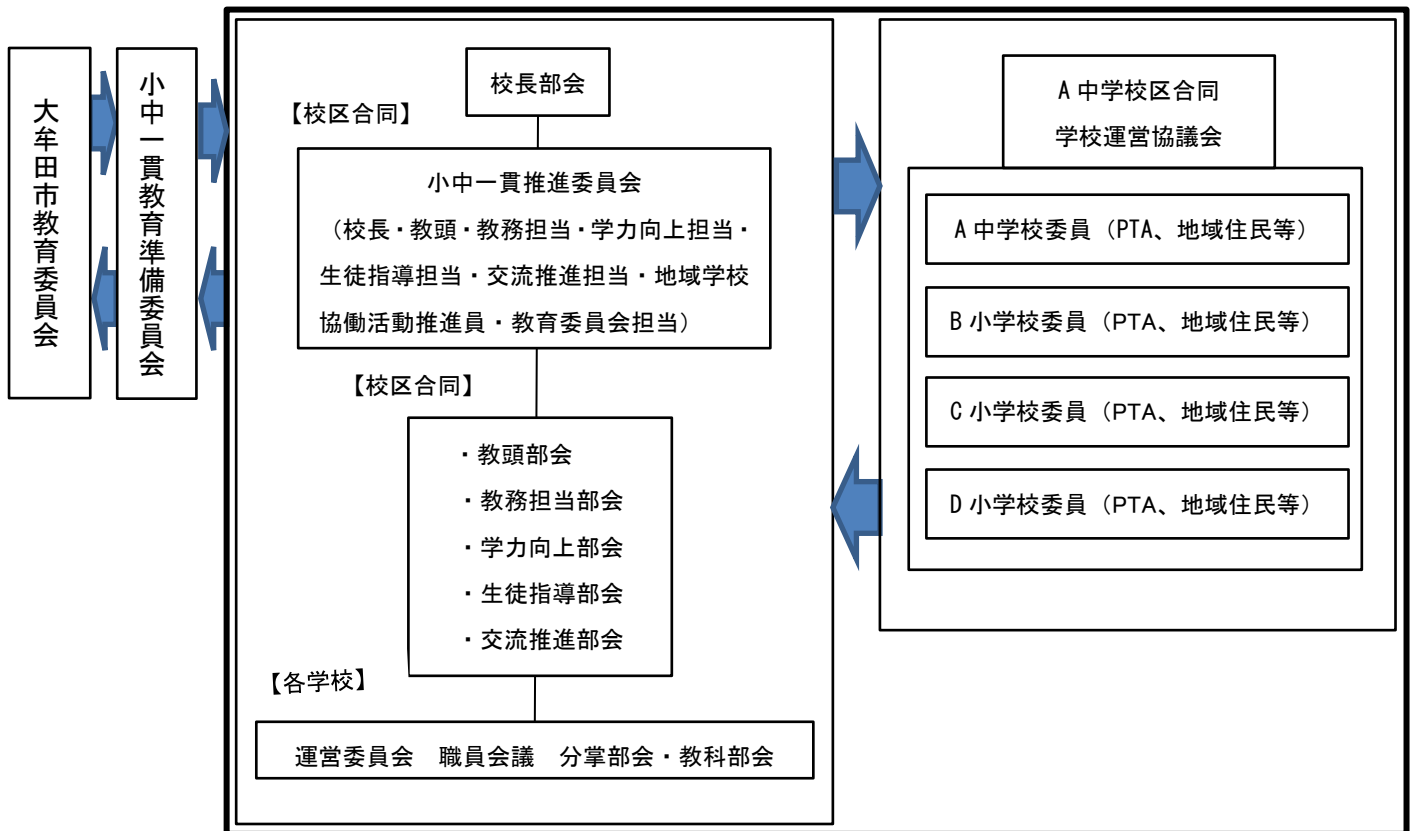 大牟田市教育委員会
小中一貫教育準備委員会
校長部会
【校区合同】
小中一貫推進委員会
（校長・教頭・教務担当・学力向上担当・
生徒指導担当・交流推進担当・地域学校
協働活動推進員・教育委員会担当）
【校区合同】
・教頭部会
・教務担当部会
・学力向上部会
・生徒指導部会
・交流推進部会
【各学校】
運営委員会　職員会議　分掌部会・教科部会
A 中学校区合同
学校運営協議会
A 中学校委員（PTA、地域住民等）
B 小学校委員（PTA、地域住民等）
C 小学校委員（PTA、地域住民等）
D 小学校委員（PTA、地域住民等）